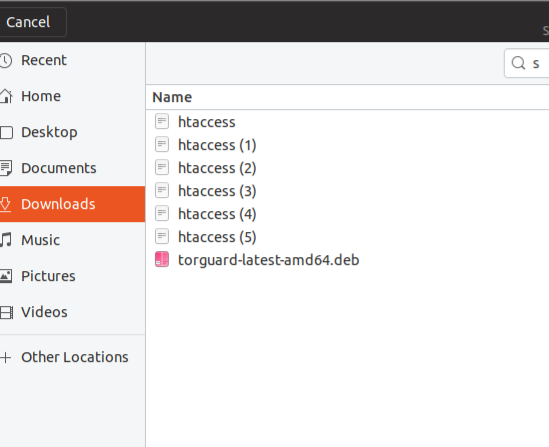 Cancel
S
Recent
Home
Desktop
Documents
Downloads
Music
Pictures
Videos
Other Locations
s
Name
htaccess
htaccess (1)
htaccess (2)
htaccess (3)
htaccess (4)
htaccess (5)
torguard-latest-amd64.deb